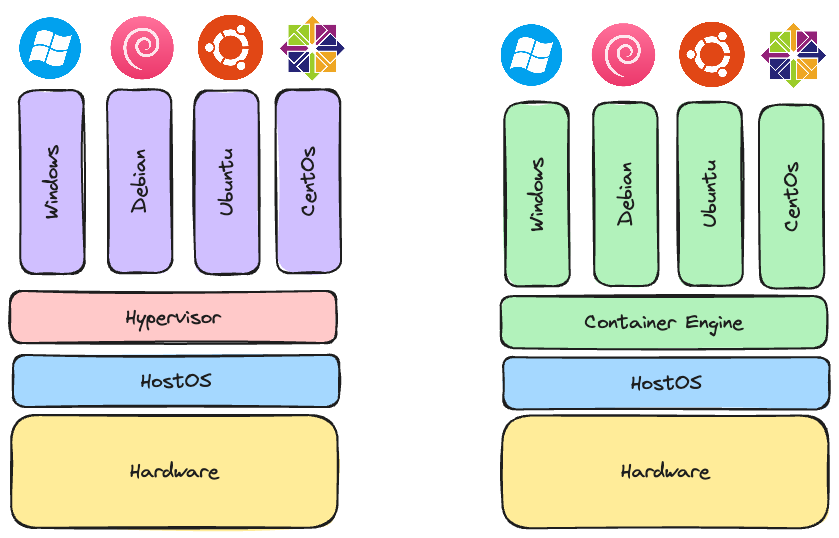 Windows
Debian
Ubuntu
CentOs
Hypervisor
HostOS
Hardware
Windows
Debian
Ubuntu
CentOs
Container Engine
HostOS
Hardware